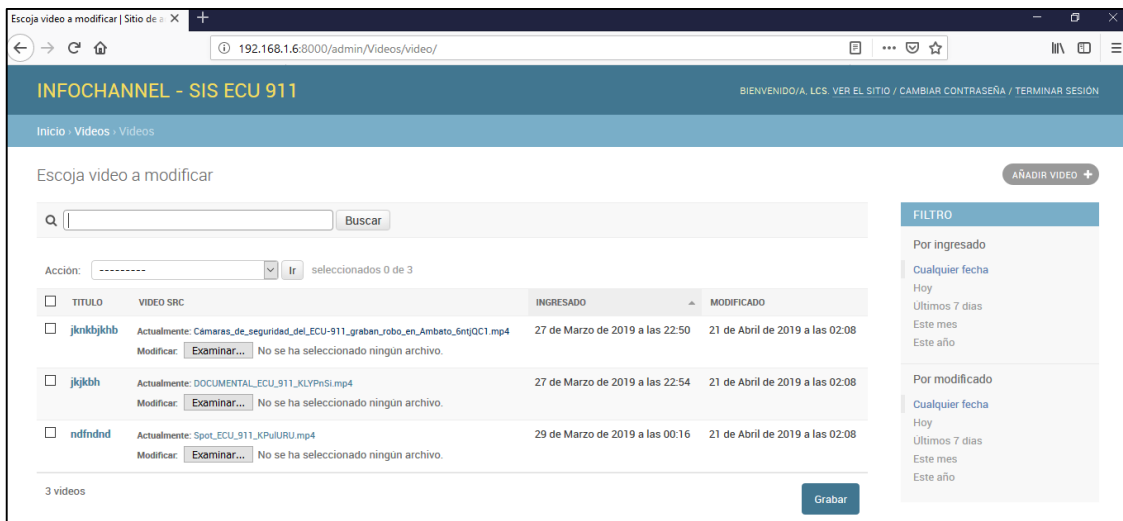 Escoja video a modificar | Sitio de a
192.168.1.6:8000/admin/Videos/video/
INFOCHANNEL - SIS ECU 911
BIENVENIDO/A, LCS. VER EL SITIO / CAMBIAR CONTRASEÑA / TERMINAR SESIÓN
Inicio › Videos › Videos
Escoja video a modificar
AÑADIR VIDEO +
Buscar
Acción: --------- Ir seleccionados 0 de 3
TITULO VIDEO SRC INGRESADO MODIFICADO
jknkbjkhb Actualmente: Cámaras_de_seguridad_del_ECU-911_graban_robo_en_Ambato_6ntjQC1.mp4 27 de Marzo de 2019 a las 22:50 21 de Abril de 2019 a las 02:08
Modificar: Examinar... No se ha seleccionado ningún archivo.
jkjkbh Actualmente: DOCUMENTAL_ECU_911_KLYPnSi.mp4 27 de Marzo de 2019 a las 22:54 21 de Abril de 2019 a las 02:08
Modificar: Examinar... No se ha seleccionado ningún archivo.
ndfndnd Actualmente: Spot_ECU_911_KPulURU.mp4 29 de Marzo de 2019 a las 00:16 21 de Abril de 2019 a las 02:08
Modificar: Examinar... No se ha seleccionado ningún archivo.
3 videos
Grabar
FILTRO
Por ingresado
Cualquier fecha
Hoy
Últimos 7 días
Este mes
Este año
Por modificado
Cualquier fecha
Hoy
Últimos 7 días
Este mes
Este año